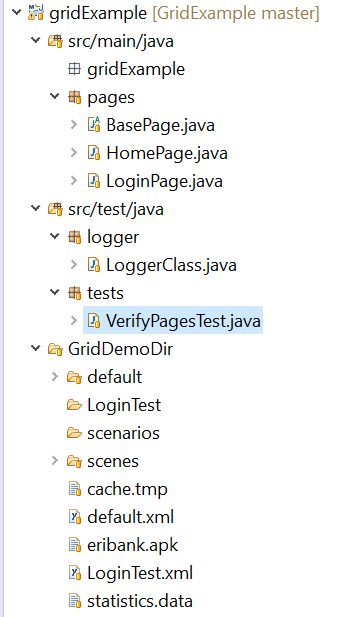 gridExample [GridExample master]
src/main/java
gridExample
pages
BasePage.java
HomePage.java
LoginPage.java
src/test/java
logger
LoggerClass.java
tests
VerifyPagesTest.java
GridDemoDir
default
LoginTest
scenarios
scenes
cache.tmp
default.xml
eribank.apk
LoginTest.xml
statistics.data